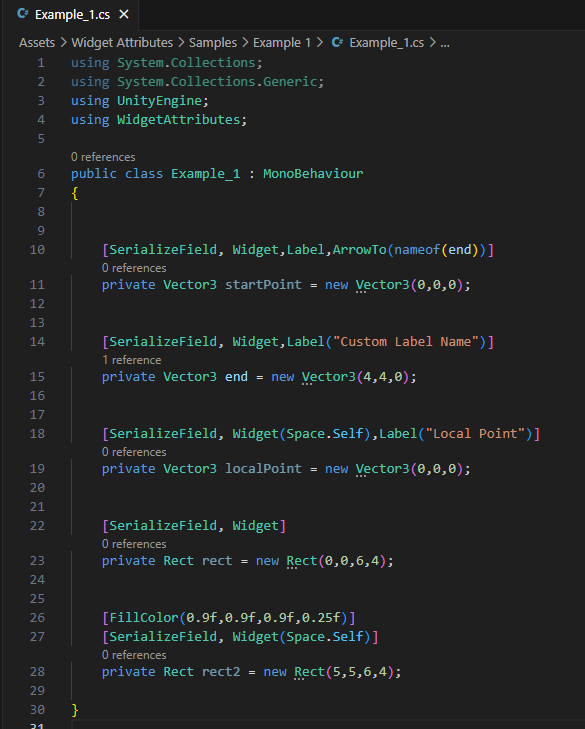 Example_1.cs ×
Assets > Widget Attributes > Samples > Example 1 > Example_1.cs > ...
1 using System.Collections;
2 using System.Collections.Generic;
3 using UnityEngine;
4 using WidgetAttributes;
5
0 references
6 public class Example_1 : MonoBehaviour
7 {
8
9
10 [SerializeField, Widget,Label,ArrowTo(nameof(end))]
0 references
11 private Vector3 startPoint = new Vector3(0,0,0);
12
13
14 [SerializeField, Widget,Label("Custom Label Name")]
1 reference
15 private Vector3 end = new Vector3(4,4,0);
16
17
18 [SerializeField, Widget(Space.Self),Label("Local Point")]
0 references
19 private Vector3 localPoint = new Vector3(0,0,0);
20
21
22 [SerializeField, Widget]
0 references
23 private Rect rect = new Rect(0,0,6,4);
24
25
26 [FillColor(0.9f,0.9f,0.9f,0.25f)]
27 [SerializeField, Widget(Space.Self)]
0 references
28 private Rect rect2 = new Rect(5,5,6,4);
29
30 }
31